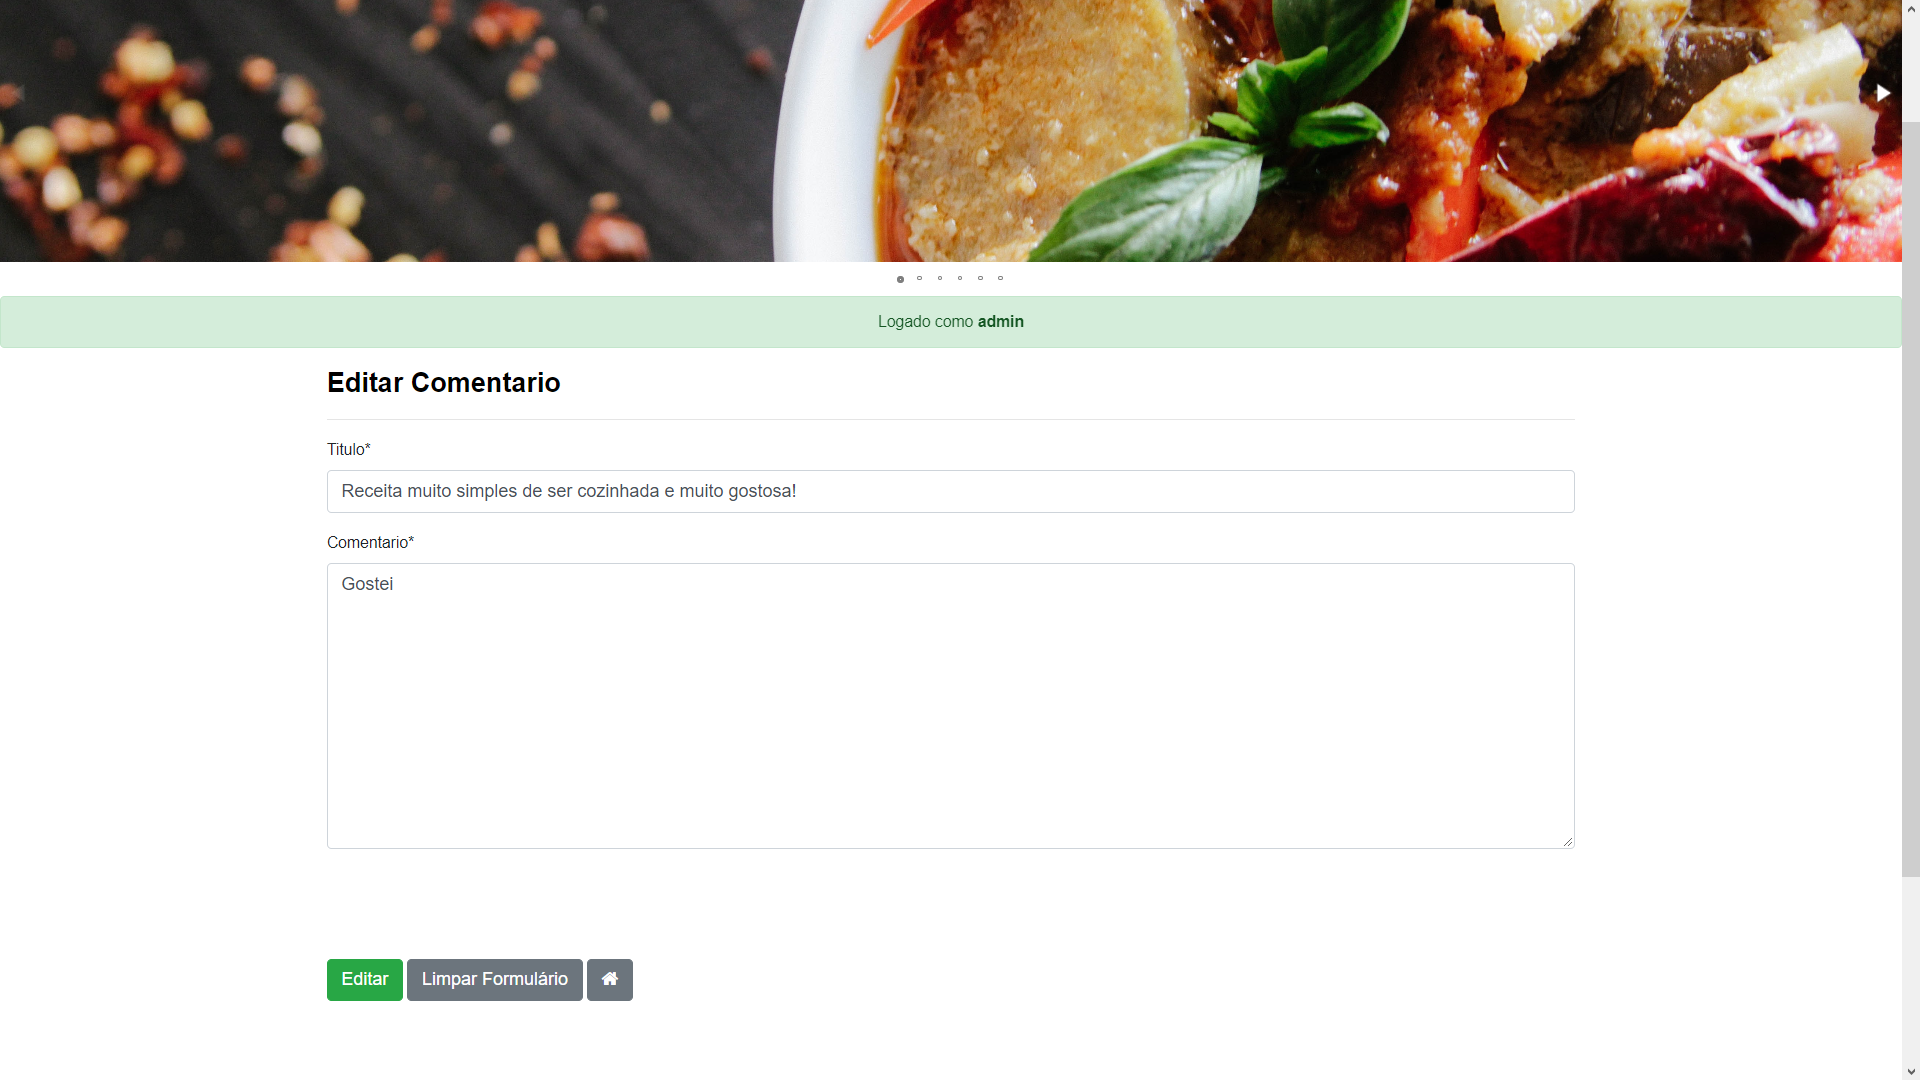 Logado como admin
Editar Comentario
Titulo*
Receita muito simples de ser cozinhada e muito gostosa!
Comentario*
Gostei
Editar Limpar Formulário